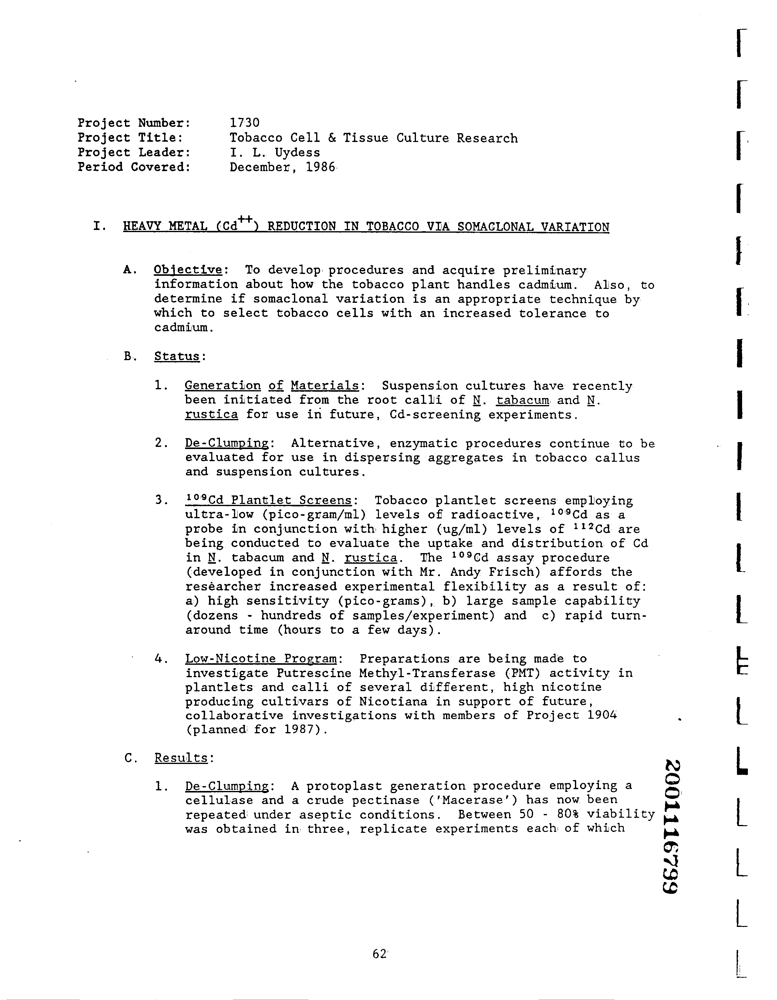 Project Number: 1730
Project Title: Tobacco Cell & Tissue Culture Research
Project Leader: I. L. Uydess
Period Covered: December, 1986
I. HEAVY METAL (Cd++) REDUCTION IN TOBACCO VIA SOMACLONAL VARIATION
A. Objective: To develop procedures and acquire preliminary
information about how the tobacco plant handles cadmium. Also, to
determine if somaclonal variation is an appropriate technique by
which to select tobacco cells with an increased tolerance to
cadmium.
B. Status:
1. Generation of Materials: Suspension cultures have recently
been initiated from the root calli of N. tabacum and N.
rustica for use in future, Cd-screening experiments.
2. De-Clumping: Alternative, enzymatic procedures continue to be
evaluated for use in dispersing aggregates in tobacco callus
and suspension cultures.
3. ¹⁰⁹Cd Plantlet Screens: Tobacco plantlet screens employing
ultra-low (pico-gram/ml) levels of radioactive, ¹⁰⁹Cd as a
probe in conjunction with higher (ug/ml) levels of ¹¹²Cd are
being conducted to evaluate the uptake and distribution of Cd
in N. tabacum and N. rustica. The ¹⁰⁹Cd assay procedure
(developed in conjunction with Mr. Andy Frisch) affords the
researcher increased experimental flexibility as a result of:
a) high sensitivity (pico-grams), b) large sample capability
(dozens - hundreds of samples/experiment) and c) rapid turn-
around time (hours to a few days).
4. Low-Nicotine Program: Preparations are being made to
investigate Putrescine Methyl-Transferase (PMT) activity in
plantlets and calli of several different, high nicotine
producing cultivars of Nicotiana in support of future,
collaborative investigations with members of Project 1904
(planned for 1987).
C. Results:
1. De-Clumping: A protoplast generation procedure employing a
cellulase and a crude pectinase ('Macerase') has now been
repeated under aseptic conditions. Between 50 - 80% viability
was obtained in three, replicate experiments each of which
2001116799
62